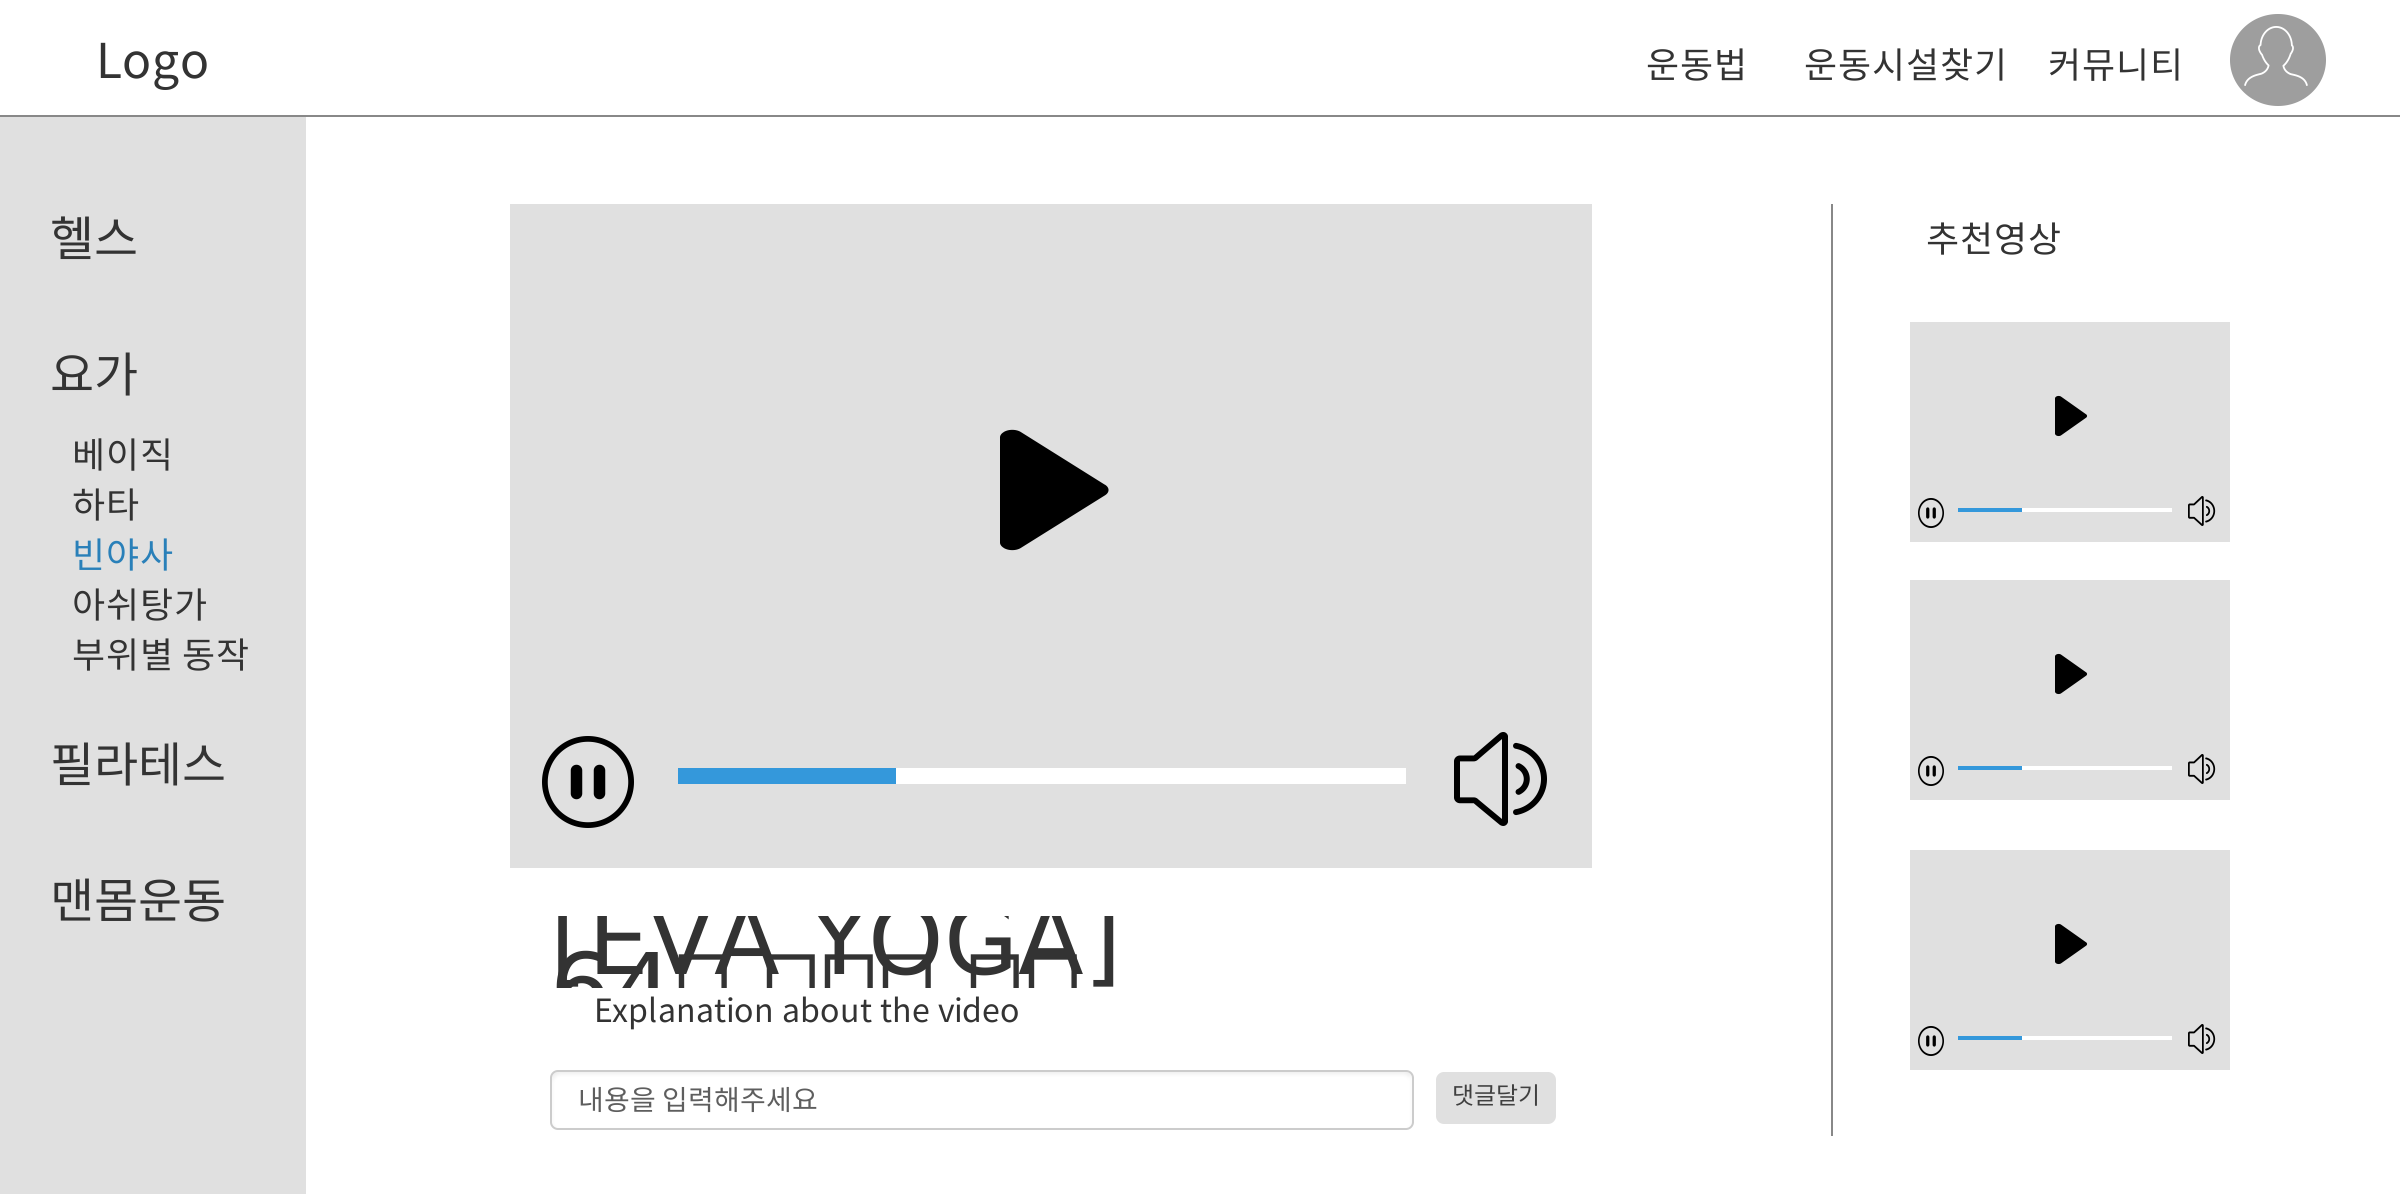 Logo
운동법
운동시설찾기
커뮤니티
헬스
요가
베이직
하타
빈야사
아쉬탕가
부위별 동작
필라테스
맨몸운동
[EVA YOGA]
64
Explanation about the video
내용을 입력해주세요
댓글달기
추천영상